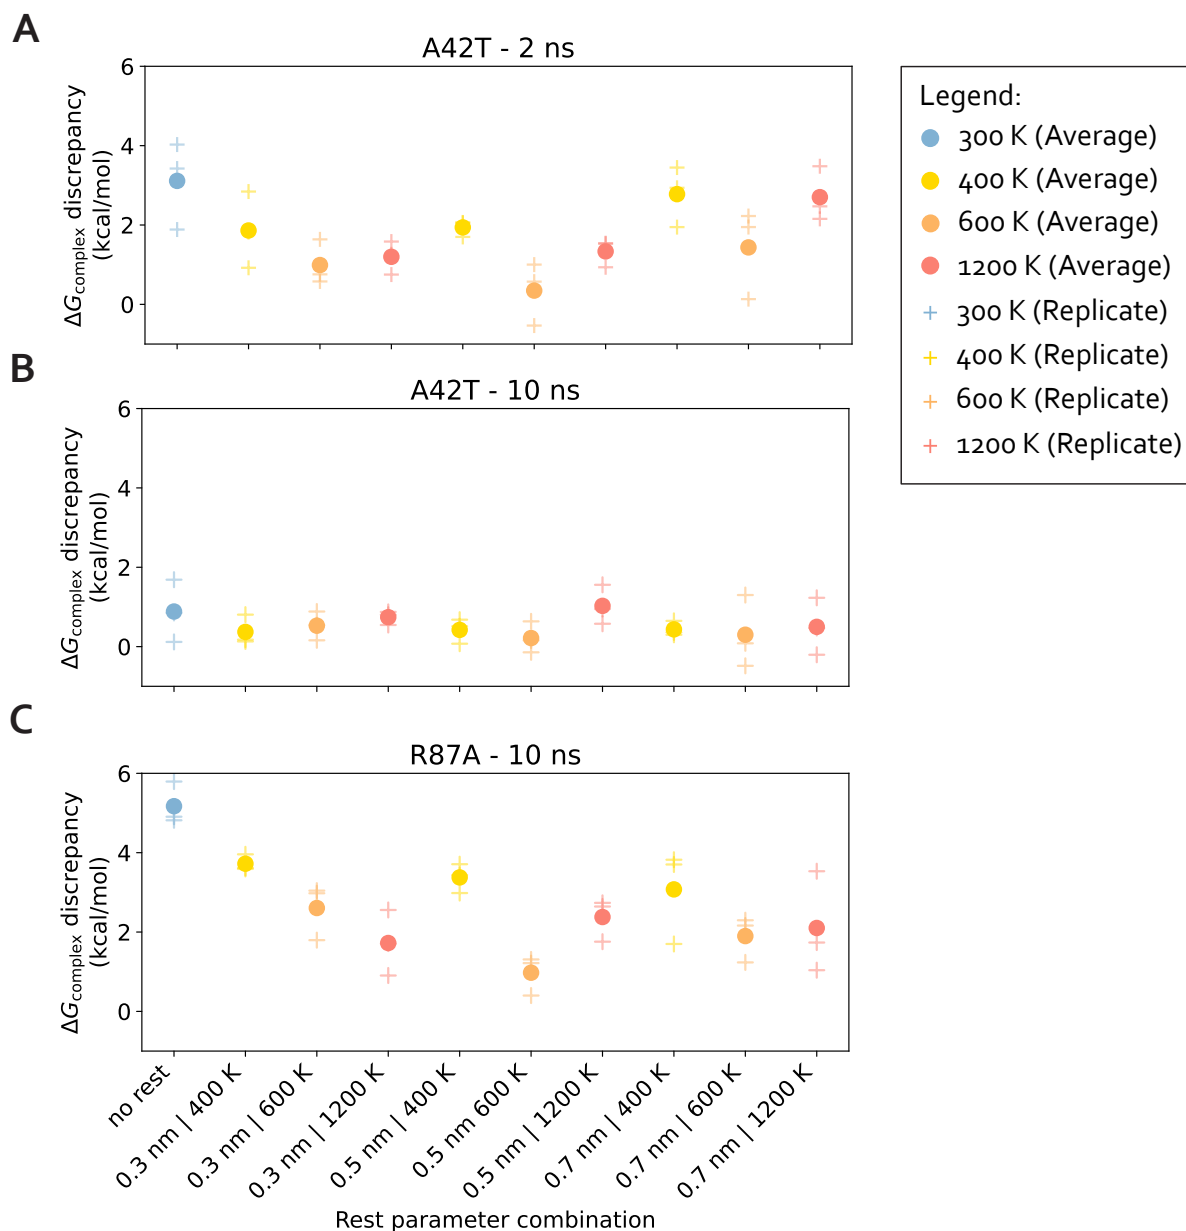 A
A42T - 2 ns
6
4
2
0
ΔGcomplex discrepancy
(kcal/mol)
Legend:
300 K (Average)
400 K (Average)
600 K (Average)
1200 K (Average)
300 K (Replicate)
400 K (Replicate)
600 K (Replicate)
1200 K (Replicate)
B
A42T - 10 ns
6
4
2
0
ΔGcomplex discrepancy
(kcal/mol)
C
R87A - 10 ns
6
4
2
0
ΔGcomplex discrepancy
(kcal/mol)
no rest
0.3 nm | 400 K
0.3 nm | 600 K
0.3 nm | 1200 K
0.5 nm | 400 K
0.5 nm 600 K
0.5 nm | 1200 K
0.7 nm | 400 K
0.7 nm | 600 K
0.7 nm | 1200 K
Rest parameter combination